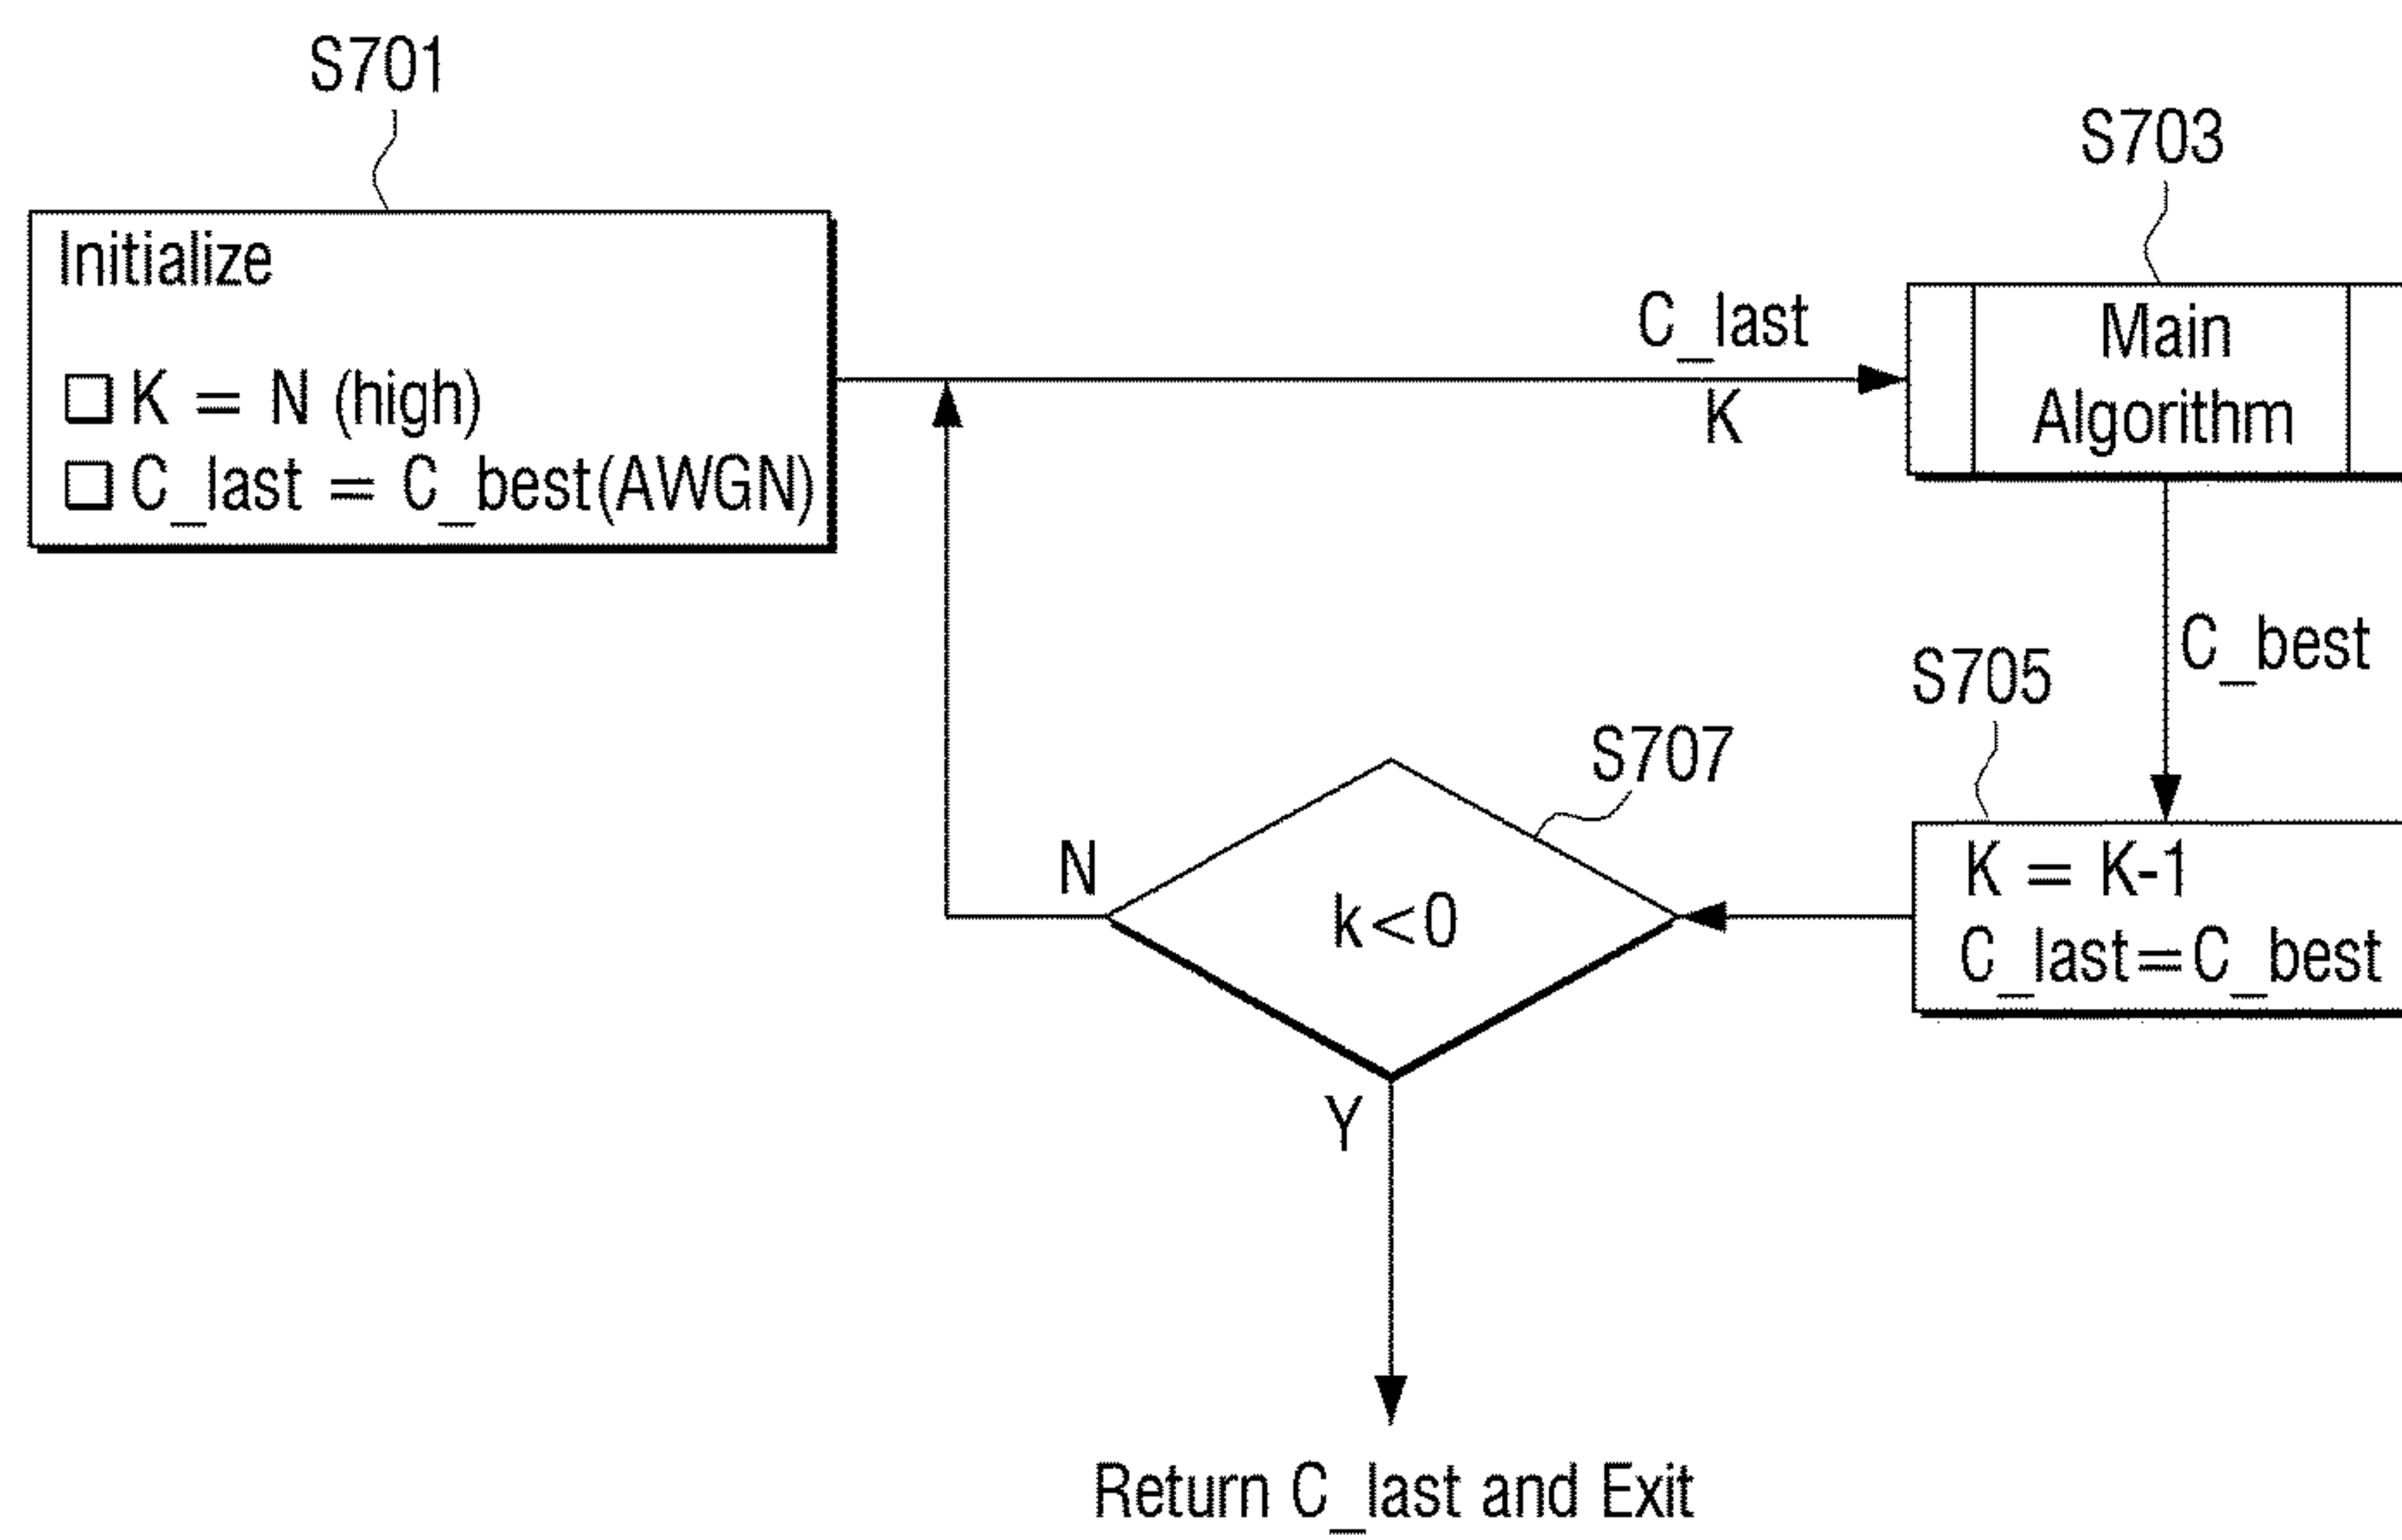 S701
Initialize
K = N (high)
C_last = C_best(AWGN)
C_last
K
S703
Main
Algorithm
C_best
S705
K = K-1
C_last=C_best
S707
k<0
N
Y
Return C_last and Exit